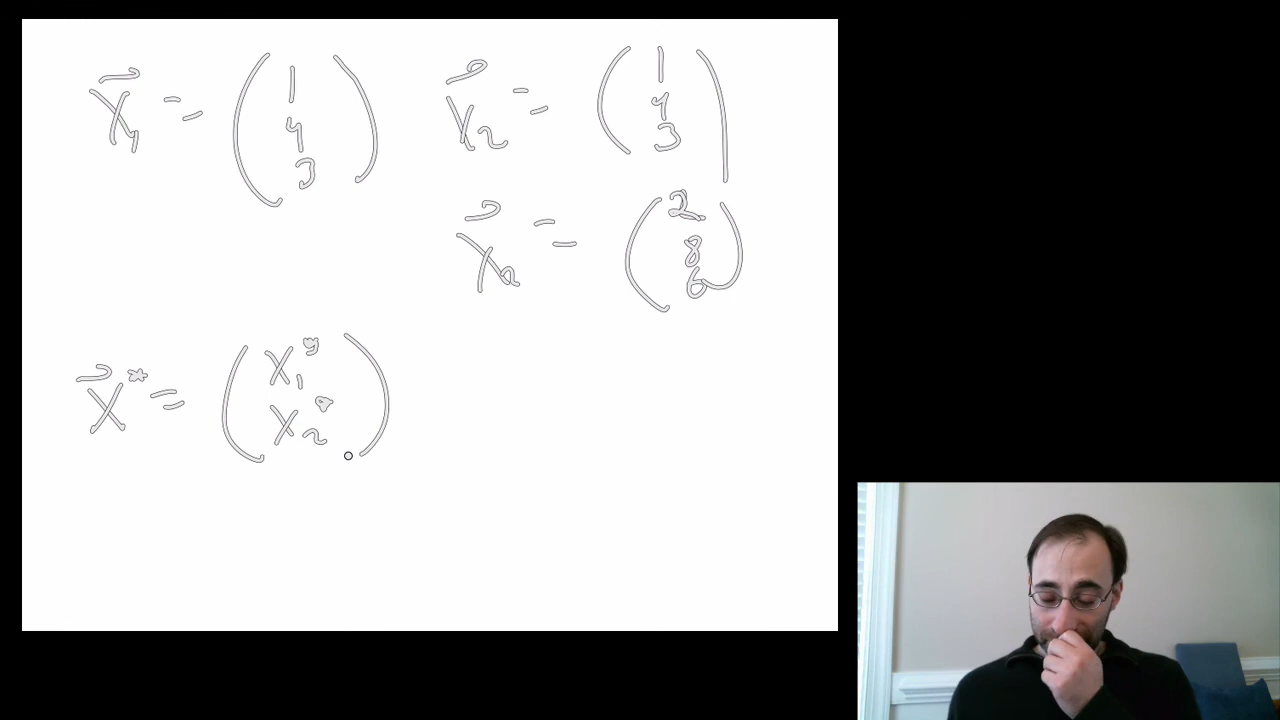 x⃗₁ = (1 4 3) x⃗₂ = (1 4 3)
x⃗₂ = (2 8 6)
x⃗* = (x₁* x₂*)